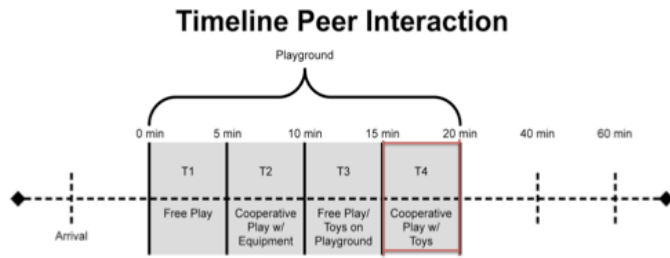 Timeline Peer Interaction
Playground
0 min 5 min 10 min 15 min 20 min 40 min 60 min
T1 T2 T3 T4
Free Play
Cooperative
Play w/
Equipment
Free Play/
Toys on
Playground
Cooperative
Play w/
Toys
Arrival